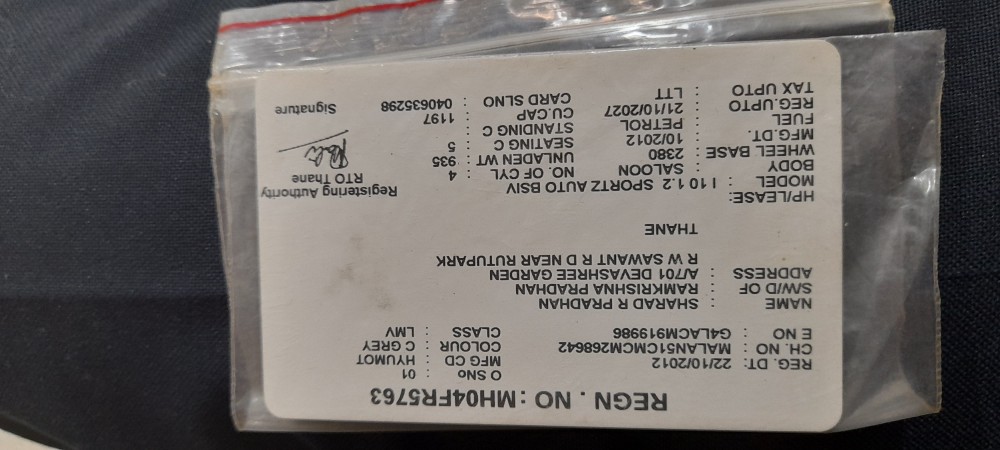 REGN . NO : MH04FR5763
REG. DT: 22/10/2012 O SNo : 01
CH. NO : MALAN51CMCM268642 MFG CD : HYUMOT
E NO : G4LACM919986 COLOUR : C GREY
CLASS : LMV
NAME : SHARAD R PRADHAN
S/W/D OF : RAMKRISHNA PRADHAN
ADDRESS : A/701 DEVASHREE GARDEN
R W SAWANT R D NEAR RUTUPARK
THANE
HP/LEASE:
MODEL : I 10 1.2 SPORTZ AUTO BSIV
BODY : SALOON NO. OF CYL : 4
WHEEL BASE : 2380 UNLADEN WT : 935
MFG.DT. : 10/2012 SEATING C : 5
FUEL : PETROL STANDING C :
REG.UPTO : 21/10/2027 CU.CAP : 1197
TAX UPTO : LTT CARD SLNO : 040635298
Registering Authority
RTO Thane
Signature